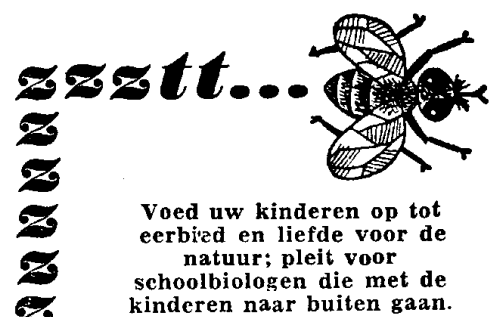 zzztt...
z
z
z
z
z
Voed uw kinderen op tot
eerbied en liefde voor de
natuur; pleit voor
schoolbiologen die met de
kinderen naar buiten gaan.